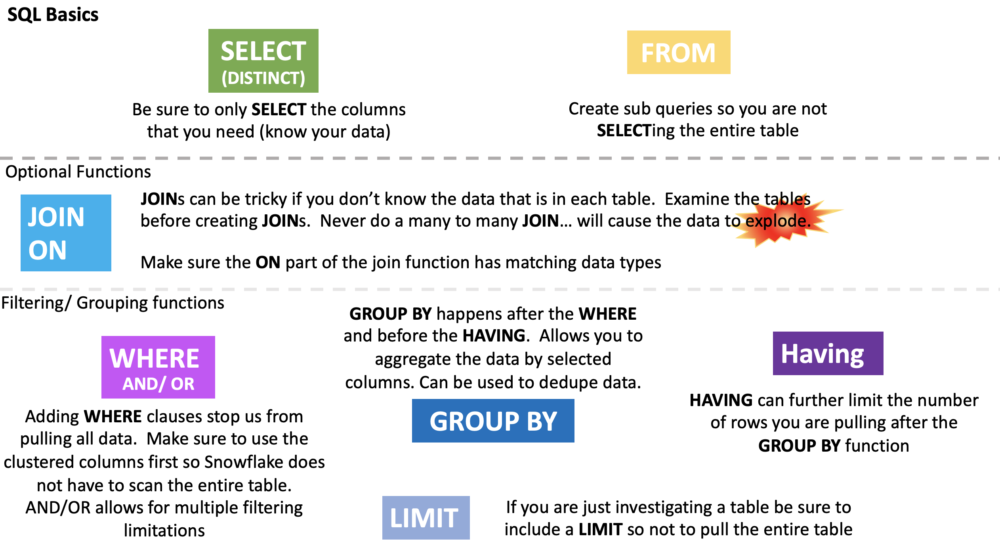 SQL Basics
SELECT
(DISTINCT)
Be sure to only SELECT the columns
that you need (know your data)
FROM
Create sub queries so you are not
SELECTing the entire table
Optional Functions
JOIN
ON
JOINs can be tricky if you don’t know the data that is in each table.  Examine the tables
before creating JOINs.  Never do a many to many JOIN... will cause the data to explode.
Make sure the ON part of the join function has matching data types
Filtering/ Grouping functions
WHERE
AND/ OR
Adding WHERE clauses stop us from
pulling all data.  Make sure to use the
clustered columns first so Snowflake does
not have to scan the entire table.
AND/OR allows for multiple filtering
limitations
GROUP BY happens after the WHERE
and before the HAVING.  Allows you to
aggregate the data by selected
columns. Can be used to dedupe data.
GROUP BY
Having
HAVING can further limit the number
of rows you are pulling after the
GROUP BY function
LIMIT
If you are just investigating a table be sure to
include a LIMIT so not to pull the entire table